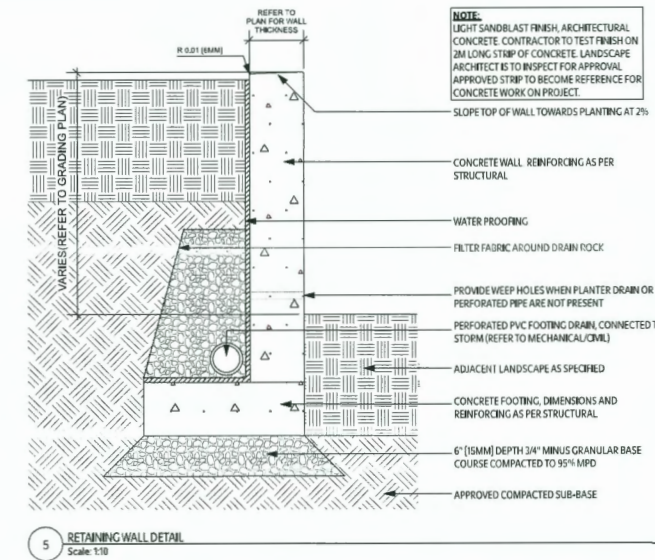 REFER TO
PLAN FOR WALL
THICKNESS
R 0.01 [6MM]
VARIES(REFER TO GRADING PLAN)
NOTE:
LIGHT SANDBLAST FINISH, ARCHITECTURAL
CONCRETE. CONTRACTOR TO TEST FINISH ON
2M LONG STRIP OF CONCRETE. LANDSCAPE
ARCHITECT IS TO INSPECT FOR APPROVAL
APPROVED STRIP TO BECOME REFERENCE FOR
CONCRETE WORK ON PROJECT.
SLOPE TOP OF WALL TOWARDS PLANTING AT 2%
CONCRETE WALL REINFORCING AS PER
STRUCTURAL
WATER PROOFING
FILTER FABRIC AROUND DRAIN ROCK
PROVIDE WEEP HOLES WHEN PLANTER DRAIN OR
PERFORATED PIPE ARE NOT PRESENT
PERFORATED PVC FOOTING DRAIN, CONNECTED T
STORM (REFER TO MECHANICAL/CIVIL)
ADJACENT LANDSCAPE AS SPECIFIED
CONCRETE FOOTING, DIMENSIONS AND
REINFORCING AS PER STRUCTURAL
6" [15MM] DEPTH 3/4" MINUS GRANULAR BASE
COURSE COMPACTED TO 95% MPD
APPROVED COMPACTED SUB-BASE
5 RETAINING WALL DETAIL
Scale: 1:10